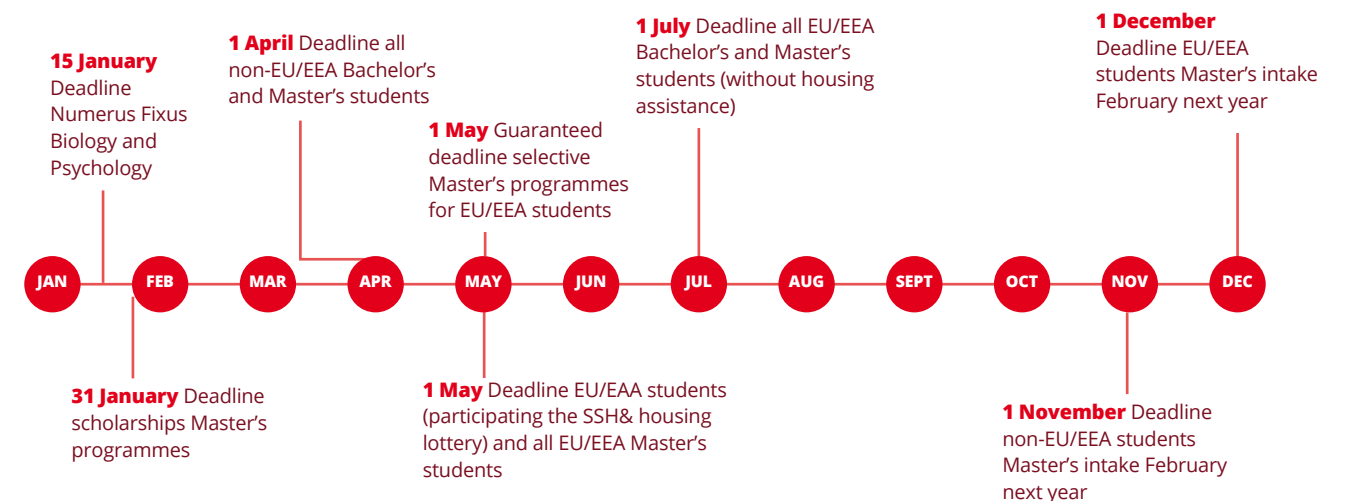 15 January
Deadline
Numerus Fixus
Biology and
Psychology
1 April Deadline all
non-EU/EEA Bachelor's
and Master's students
1 May Guaranteed
deadline selective
Master's programmes
for EU/EEA students
1 July Deadline all EU/EEA
Bachelor's and Master's
students (without housing
assistance)
1 December
Deadline EU/EEA
students Master's intake
February next year
JAN
FEB
MAR
APR
MAY
JUN
JUL
AUG
SEPT
OCT
NOV
DEC
31 January Deadline
scholarships Master's
programmes
1 May Deadline EU/EAA students
(participating the SSH& housing
lottery) and all EU/EEA Master's
students
1 November Deadline
non-EU/EEA students
Master's intake February
next year